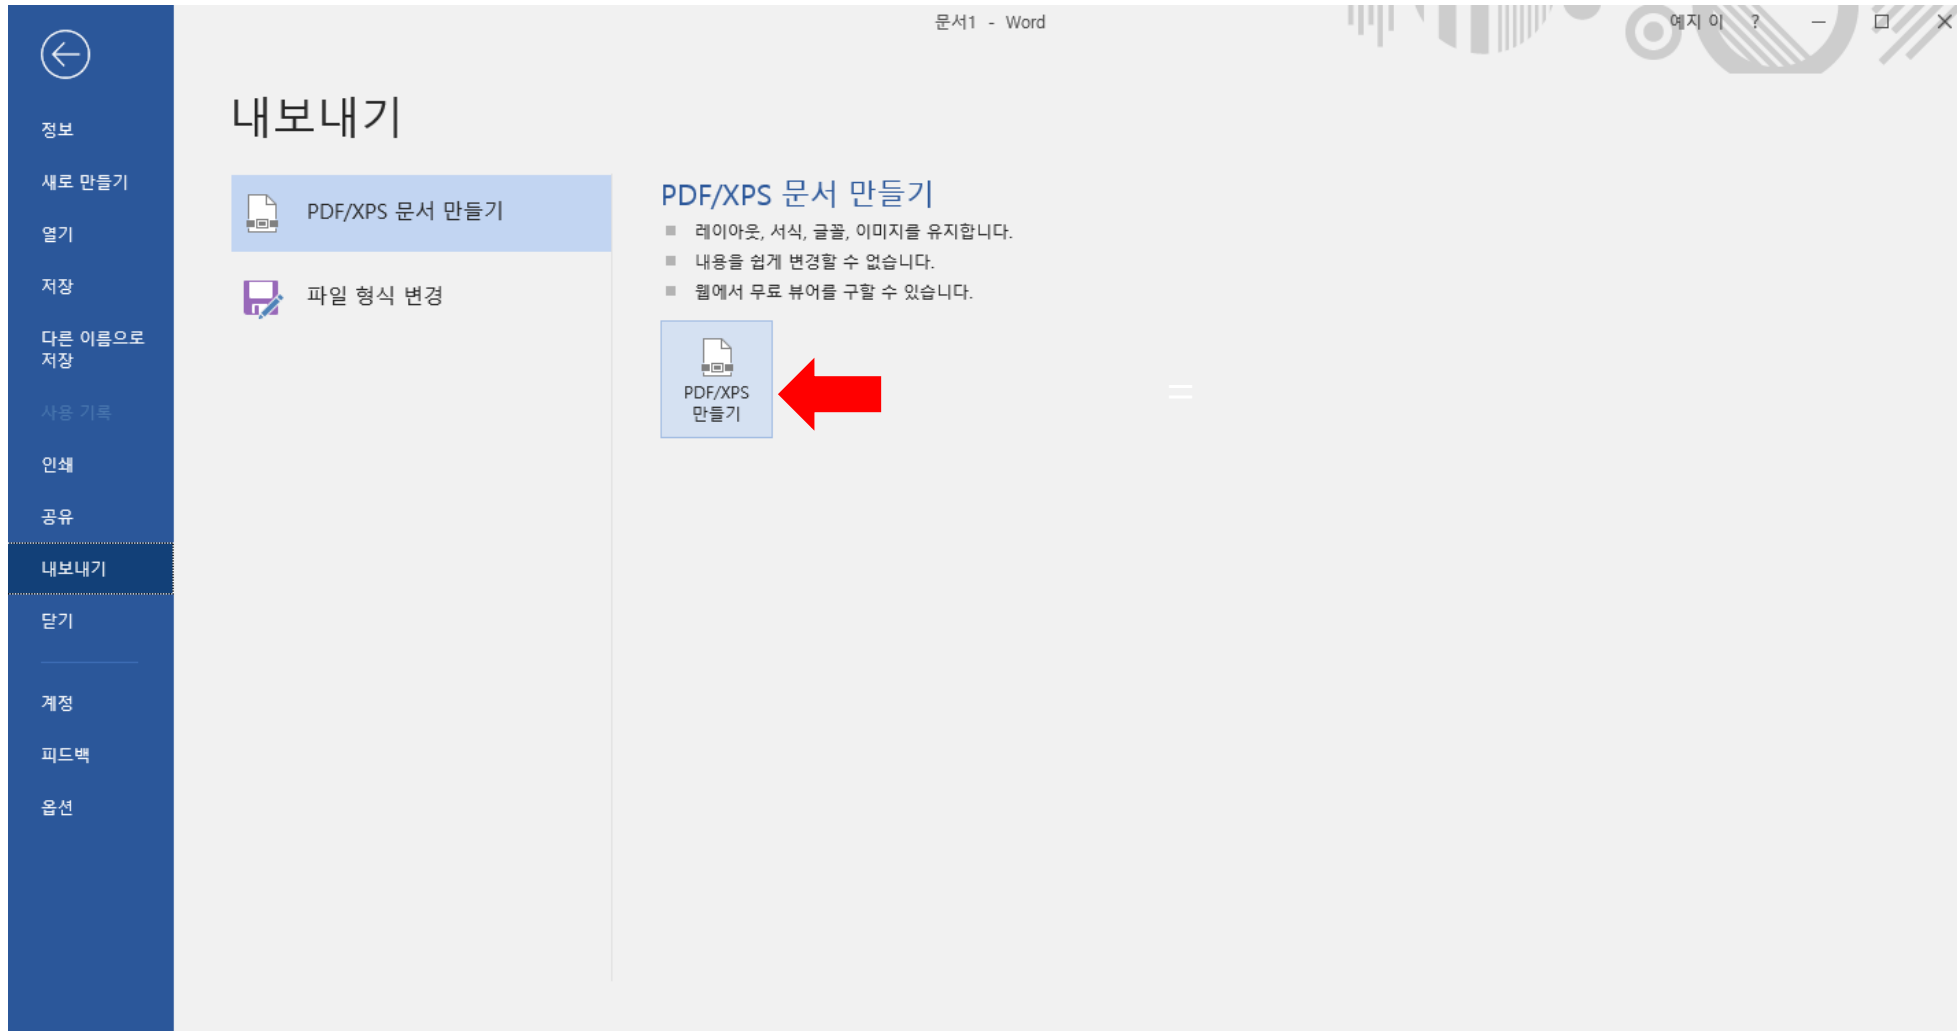 문서1 - Word
예지 이 ?
정보
새로 만들기
열기
저장
다른 이름으로
저장
사용 기록
인쇄
공유
내보내기
닫기
계정
피드백
옵션
내보내기
PDF/XPS 문서 만들기
파일 형식 변경
PDF/XPS 문서 만들기
레이아웃, 서식, 글꼴, 이미지를 유지합니다.
내용을 쉽게 변경할 수 없습니다.
웹에서 무료 뷰어를 구할 수 있습니다.
PDF/XPS
만들기
=